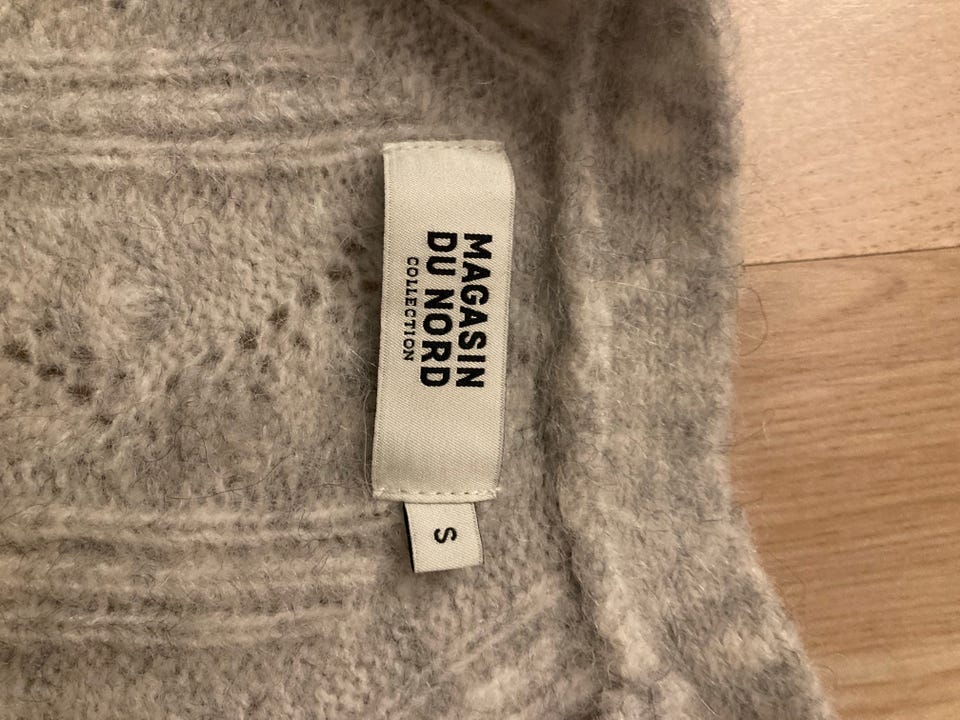 MAGASIN
DU NORD
COLLECTION
S